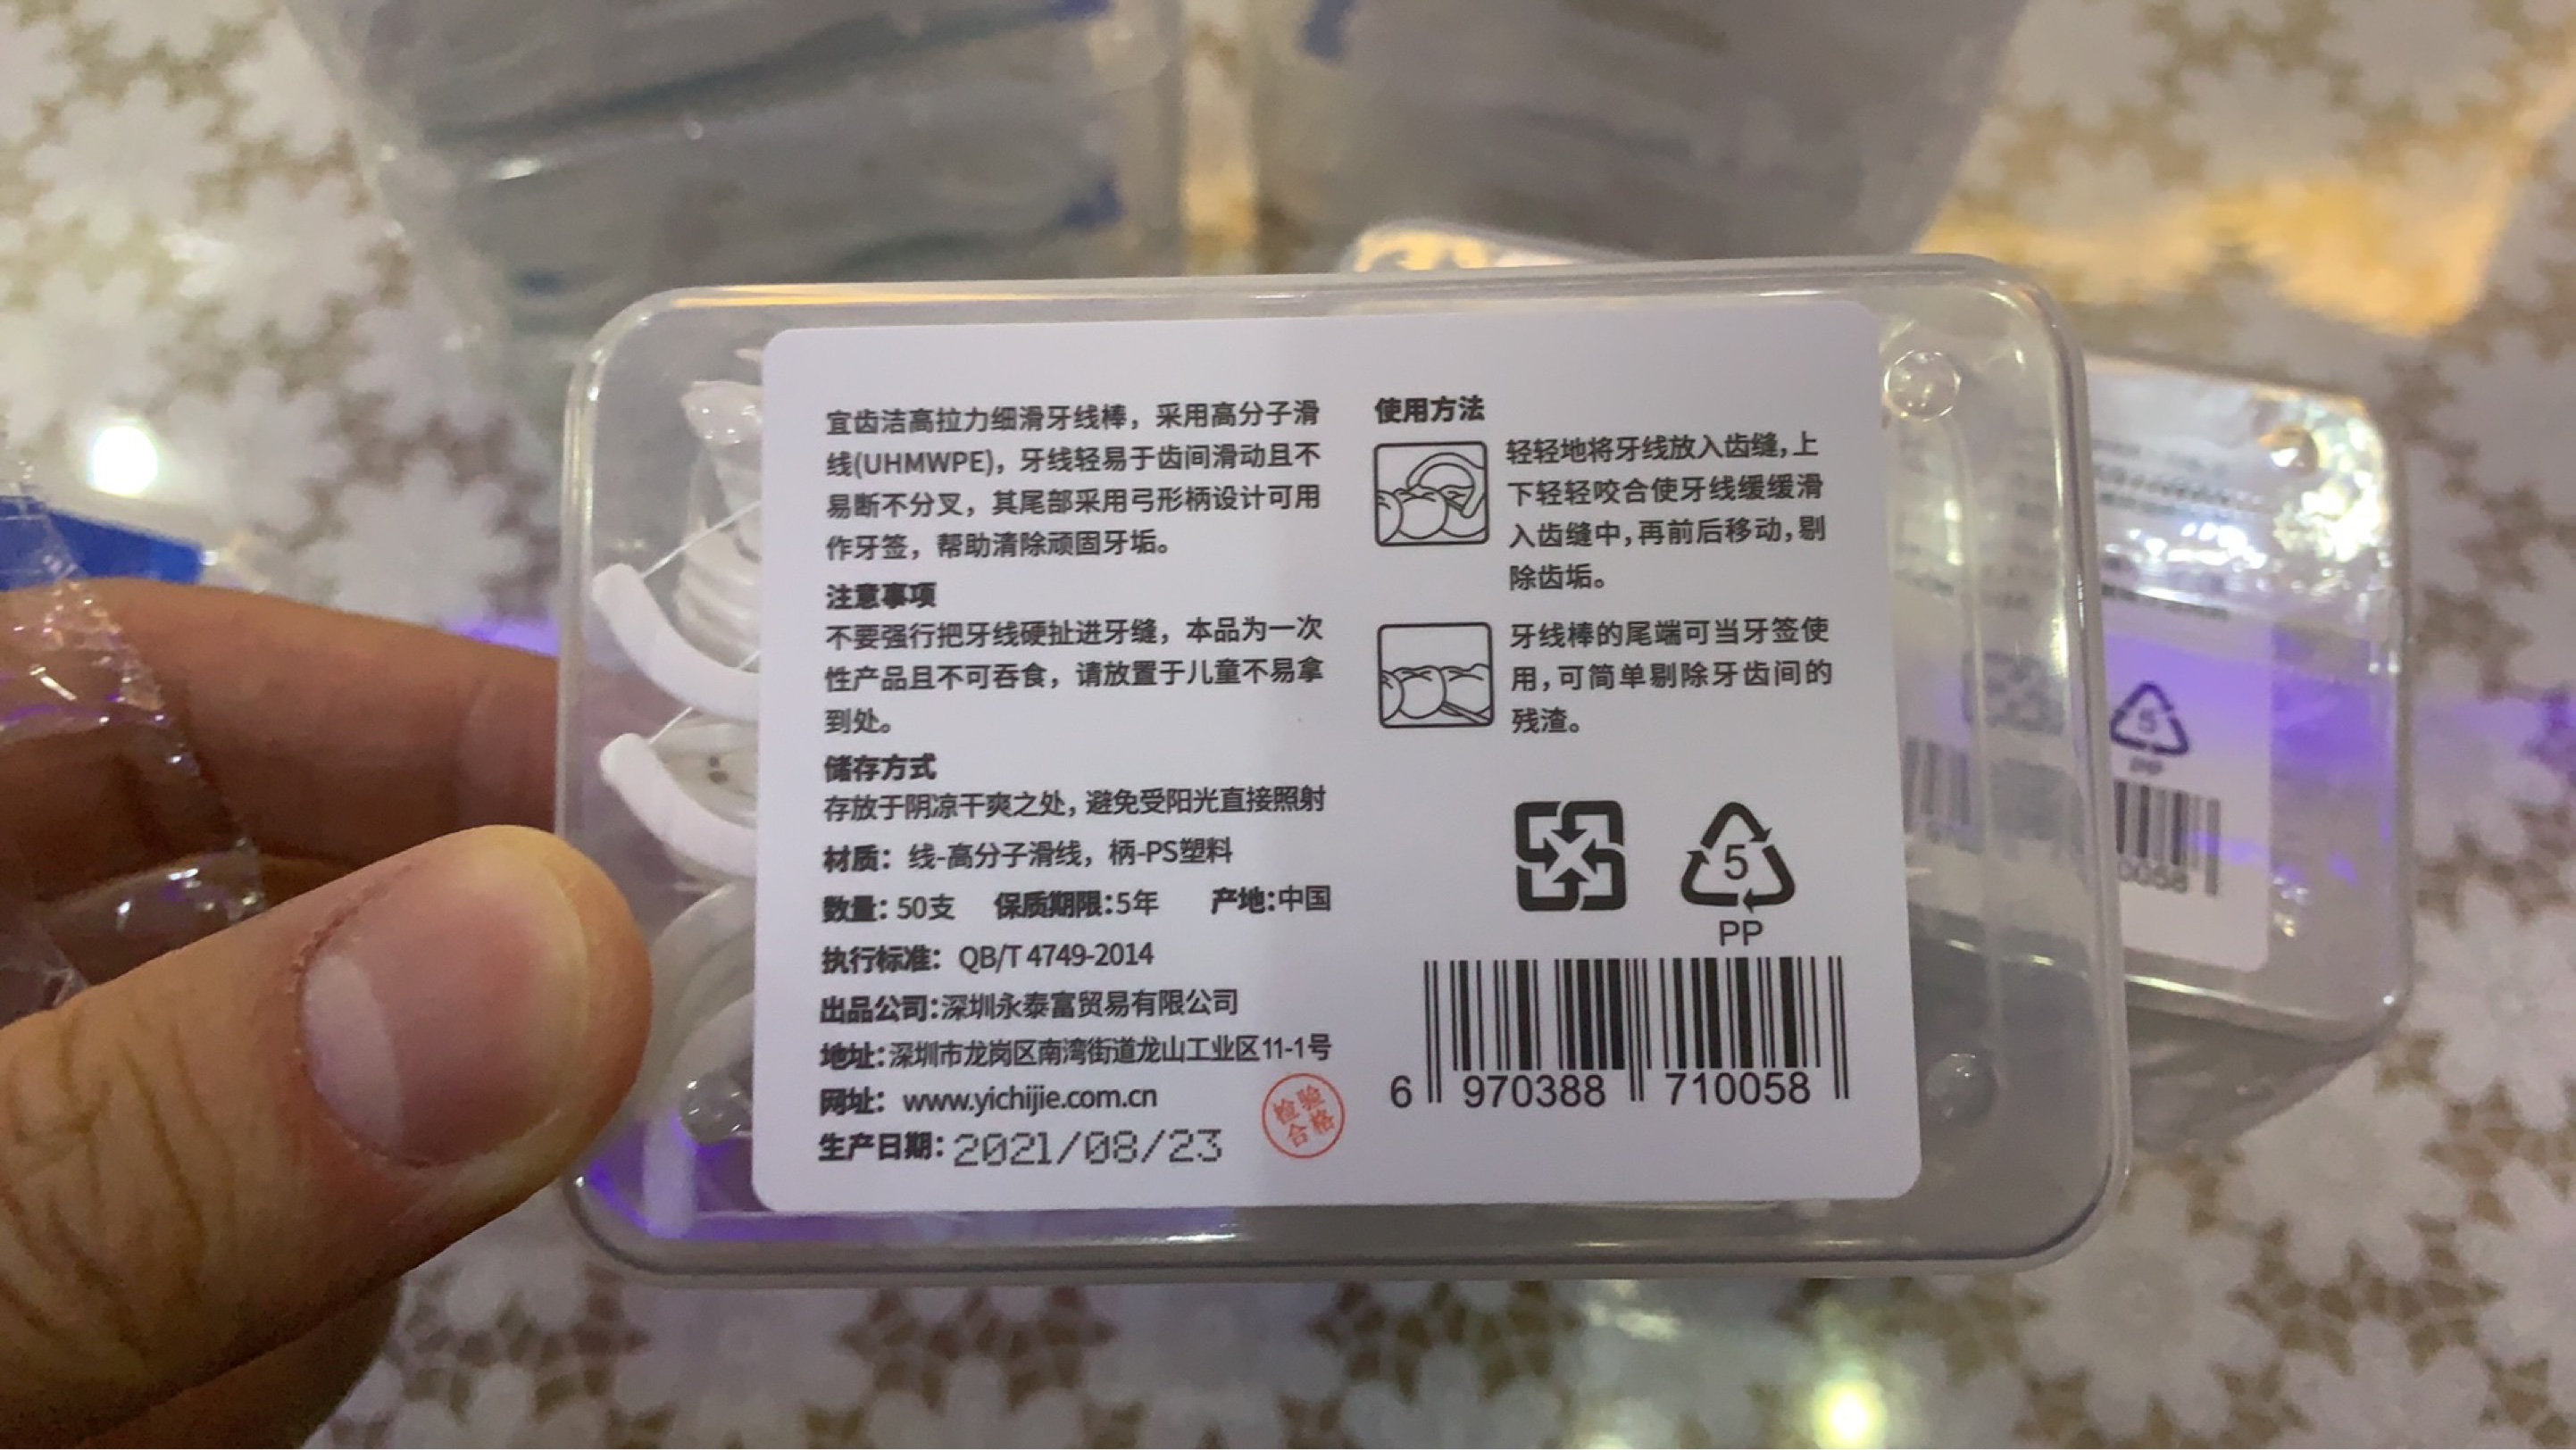 宜齿洁高拉力细滑牙线棒，采用高分子滑
线(UHMWPE)，牙线轻易于齿间滑动且不
易断不分叉，其尾部采用弓形柄设计可用
作牙签，帮助清除顽固牙垢。
注意事项
不要强行把牙线硬扯进牙缝，本品为一次
性产品且不可吞食，请放置于儿童不易拿
到处。
储存方式
存放于阴凉干爽之处，避免受阳光直接照射
材质：线-高分子滑线，柄-PS塑料
数量：50支 保质期限：5年 产地：中国
执行标准：QB/T 4749-2014
出品公司：深圳永泰富贸易有限公司
地址：深圳市龙岗区南湾街道龙山工业区11-1号
网址：www.yichijie.com.cn
生产日期：2021/08/23
检验
合格
使用方法
轻轻地将牙线放入齿缝，上
下轻轻咬合使牙线缓缓滑
入齿缝中，再前后移动，剔
除齿垢。
牙线棒的尾端可当牙签使
用，可简单剔除牙齿间的
残渣。
5
PP
6 970388 710058
5
PP
0058